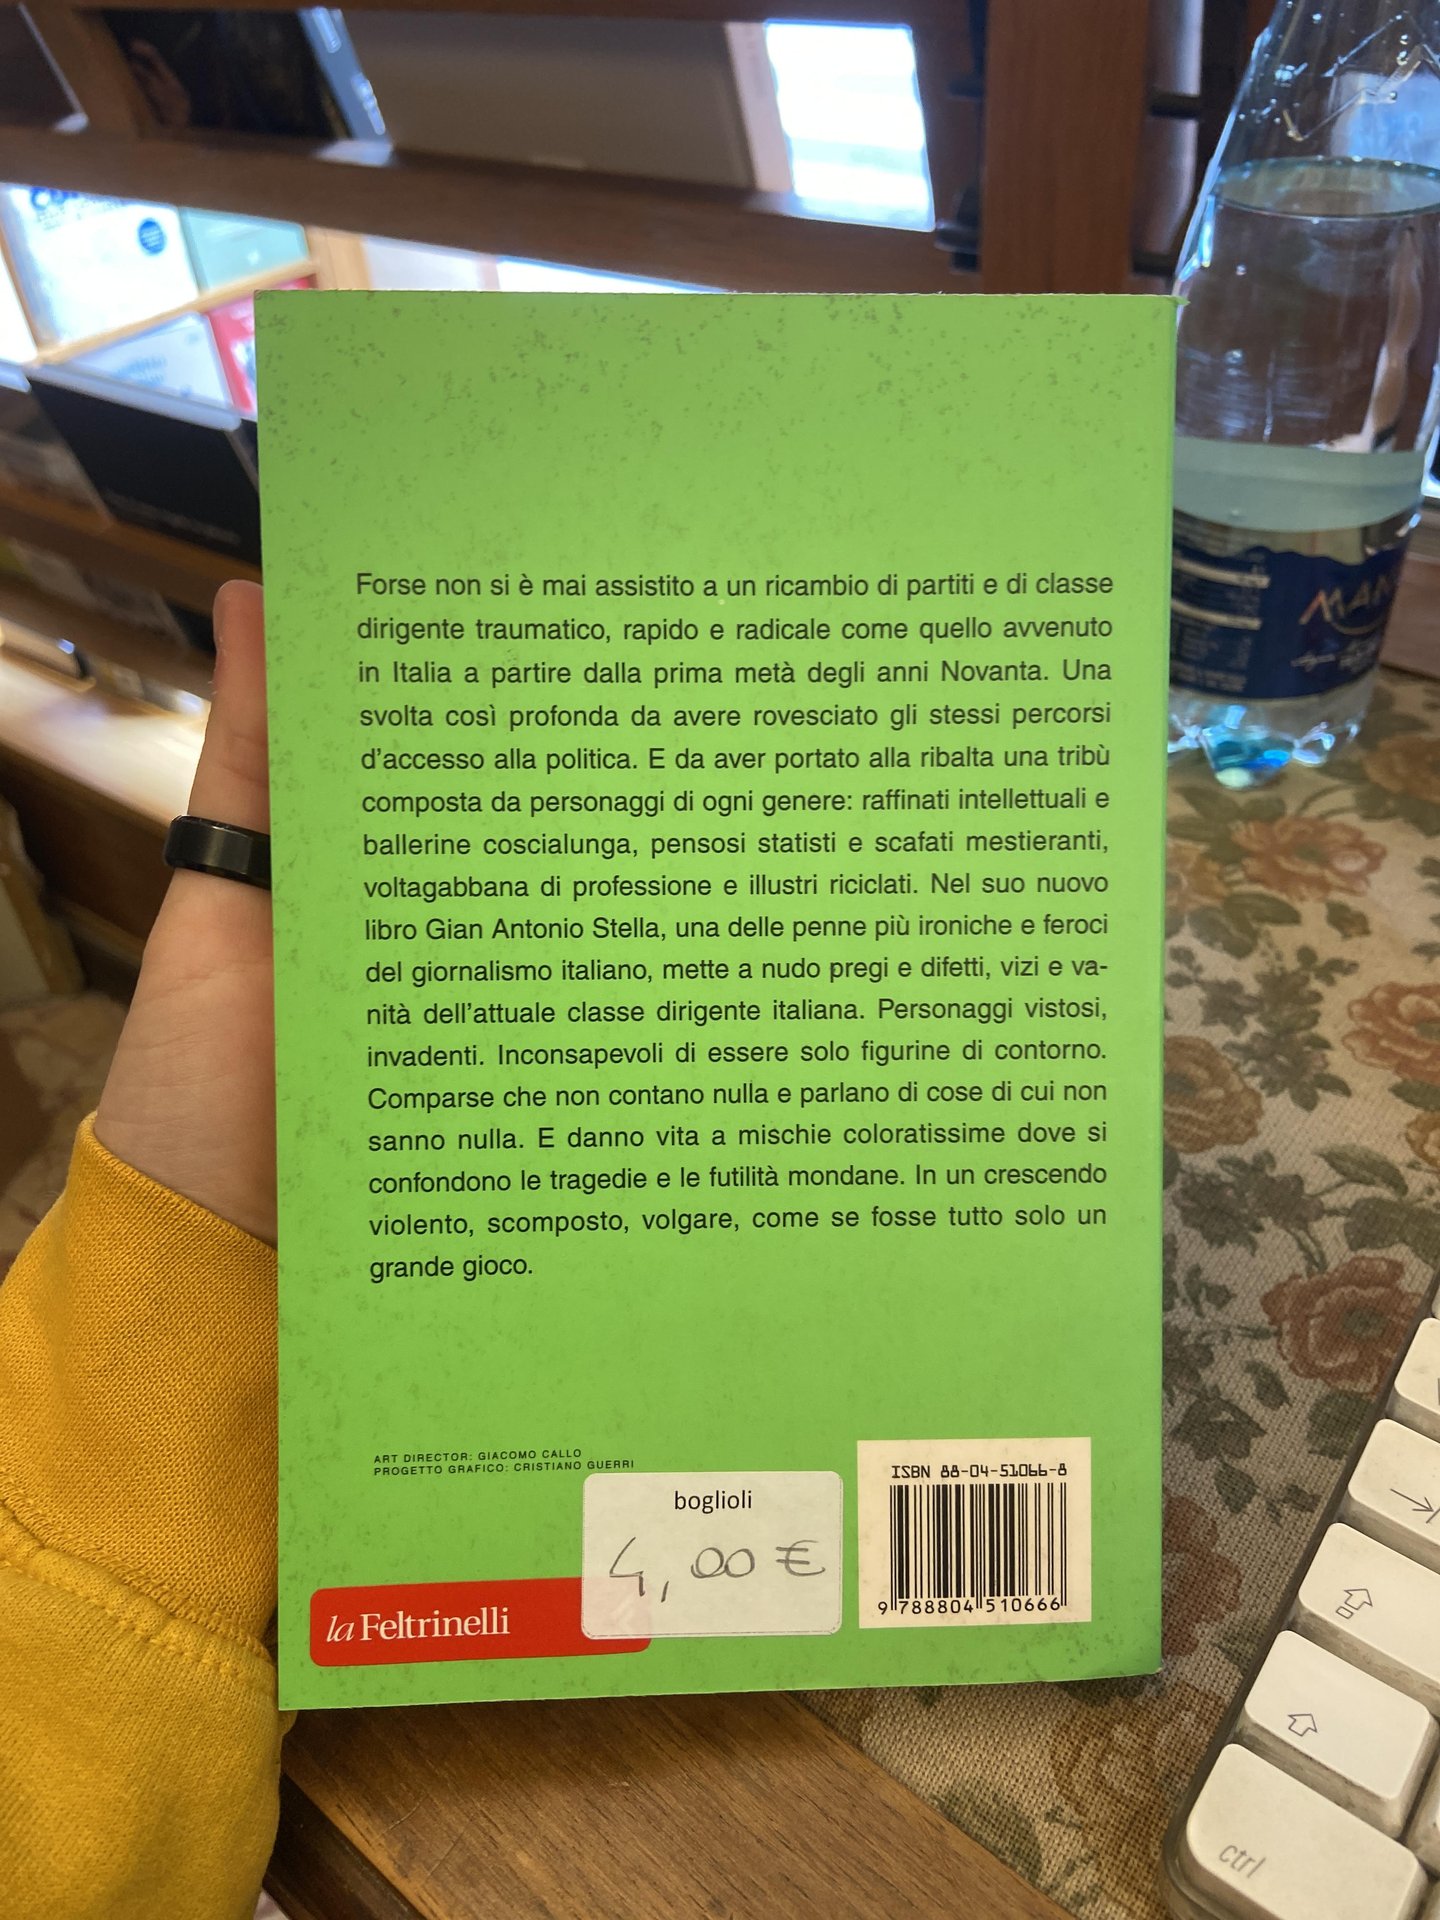 Forse non si è mai assistito a un ricambio di partiti e di classe
dirigente traumatico, rapido e radicale come quello avvenuto
in Italia a partire dalla prima metà degli anni Novanta. Una
svolta così profonda da avere rovesciato gli stessi percorsi
d'accesso alla politica. E da aver portato alla ribalta una tribù
composta da personaggi di ogni genere: raffinati intellettuali e
ballerine coscialunga, pensosi statisti e scafati mestieranti,
voltagabbana di professione e illustri riciclati. Nel suo nuovo
libro Gian Antonio Stella, una delle penne più ironiche e feroci
del giornalismo italiano, mette a nudo pregi e difetti, vizi e va-
nità dell'attuale classe dirigente italiana. Personaggi vistosi,
invadenti. Inconsapevoli di essere solo figurine di contorno.
Comparse che non contano nulla e parlano di cose di cui non
sanno nulla. E danno vita a mischie coloratissime dove si
confondono le tragedie e le futilità mondane. In un crescendo
violento, scomposto, volgare, come se fosse tutto solo un
grande gioco.
ART DIRECTOR: GIACOMO CALLO
PROGETTO GRAFICO: CRISTIANO GUERRI
boglioli
4,00 €
la Feltrinelli
ISBN 88-04-51066-8
9 788804 510666
ctrl